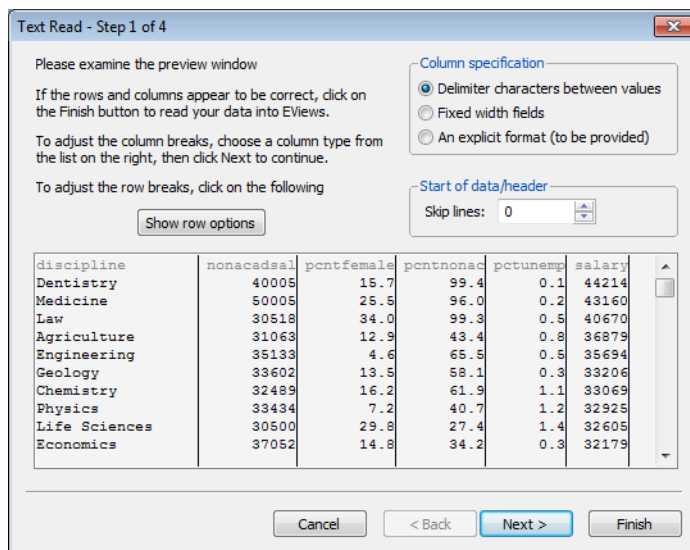 Text Read - Step 1 of 4
Please examine the preview window
If the rows and columns appear to be correct, click on
the Finish button to read your data into EViews.
To adjust the column breaks, choose a column type from
the list on the right, then click Next to continue.
To adjust the row breaks, click on the following
Show row options
Column specification
Delimiter characters between values
Fixed width fields
An explicit format (to be provided)
Start of data/header
Skip lines: 0
discipline nonacadsal pcntfemale pcntnonac pctunemp salary
Dentistry 40005 15.7 99.4 0.1 44214
Medicine 50005 25.5 96.0 0.2 43160
Law 30518 34.0 99.3 0.5 40670
Agriculture 31063 12.9 43.4 0.8 36879
Engineering 35133 4.6 65.5 0.5 35694
Geology 33602 13.5 58.1 0.3 33206
Chemistry 32489 16.2 61.9 1.1 33069
Physics 33434 7.2 40.7 1.2 32925
Life Sciences 30500 29.8 27.4 1.4 32605
Economics 37052 14.8 34.2 0.3 32179
Cancel < Back Next > Finish